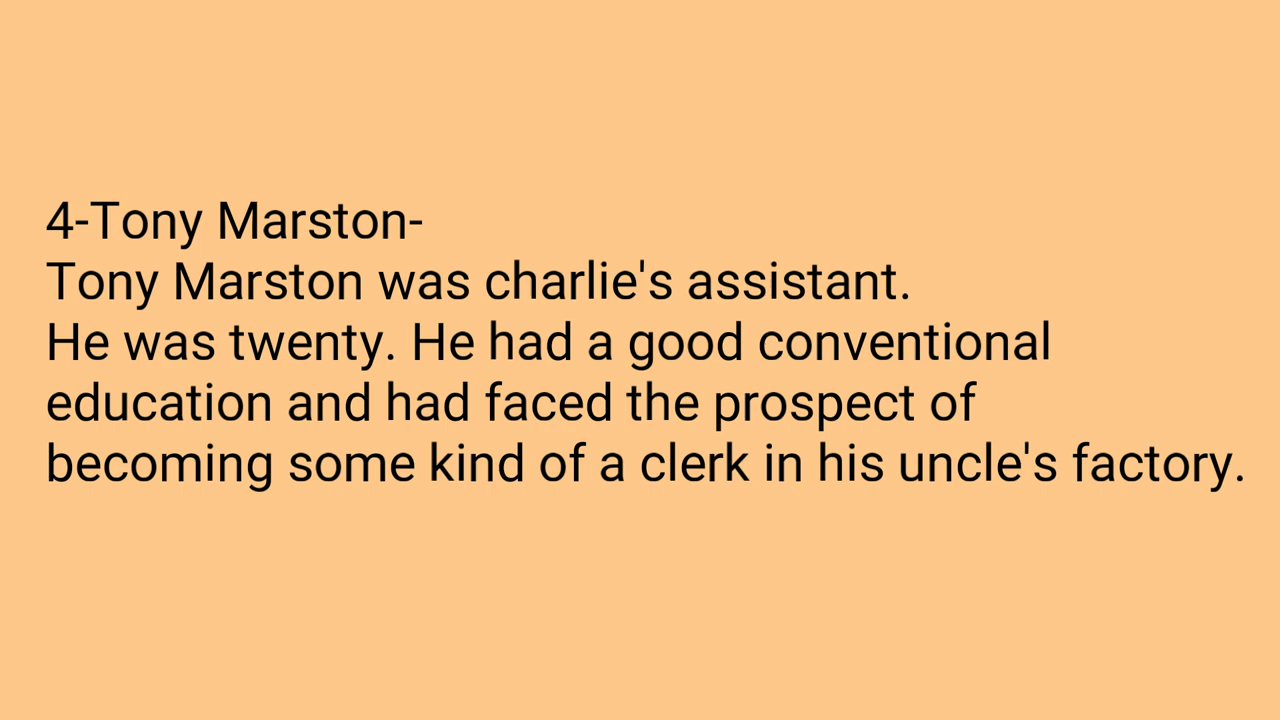 4-Tony Marston-
Tony Marston was charlie's assistant.
He was twenty. He had a good conventional
education and had faced the prospect of
becoming some kind of a clerk in his uncle's factory.